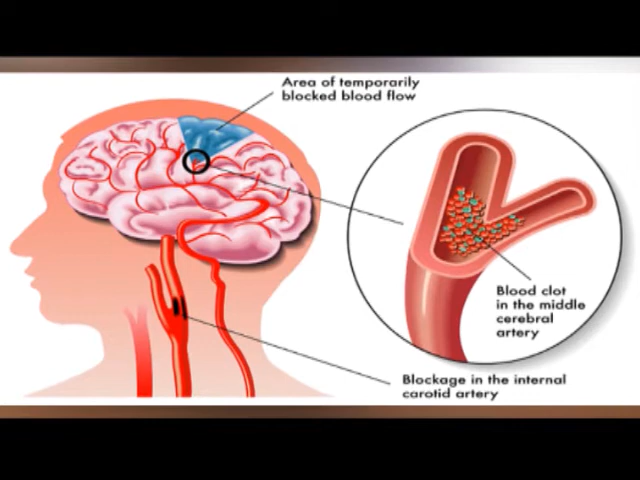 Area of temporarily
blocked blood flow
Blood clot
in the middle
cerebral
artery
Blockage in the internal
carotid artery